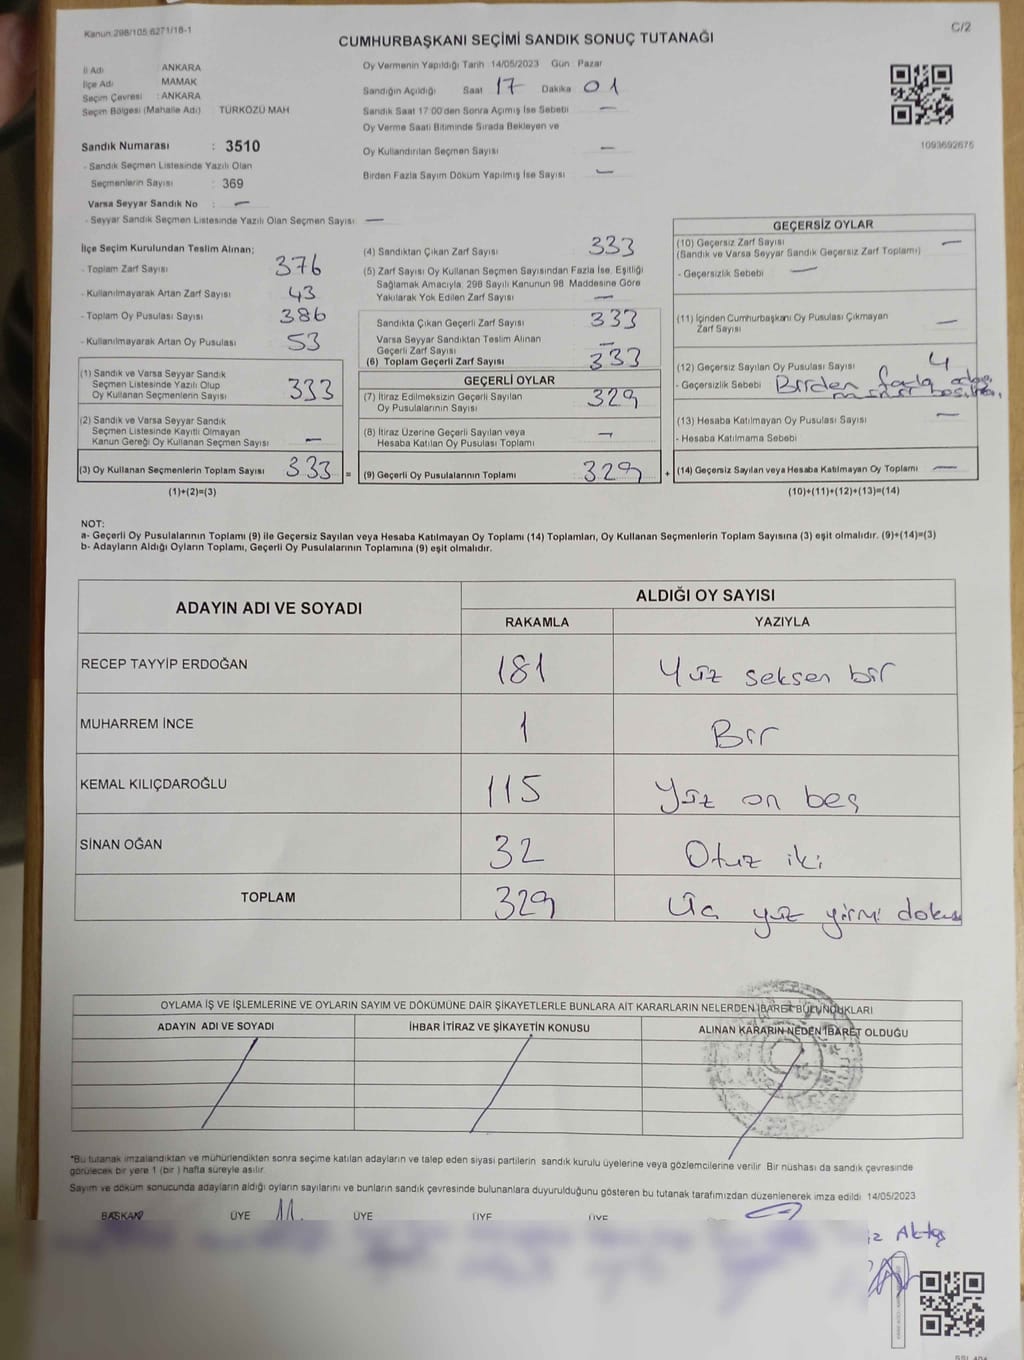 Kanun:298/105,6271/18-1
C/2
CUMHURBAŞKANI SEÇİMİ SANDIK SONUÇ TUTANAĞI
İl Adı : ANKARA
İlçe Adı : MAMAK
Seçim Çevresi : ANKARA
Seçim Bölgesi (Mahalle Adı) : TÜRKÖZÜ MAH
Sandık Numarası : 3510
- Sandık Seçmen Listesinde Yazılı Olan
Seçmenlerin Sayısı : 369
Varsa Seyyar Sandık No : —
- Seyyar Sandık Seçmen Listesinde Yazılı Olan Seçmen Sayısı : —
Oy Vermenin Yapıldığı Tarih 14/05/2023 Gün Pazar
Sandığın Açıldığı Saat 17 Dakika 01
Sandık Saat 17:00'den Sonra Açımış İse Sebebi —
Oy Verme Saati Bitiminde Sırada Bekleyen ve
Oy Kullandırılan Seçmen Sayısı —
Birden Fazla Sayım Döküm Yapılmış İse Sayısı —
1093692675
İlçe Seçim Kurulundan Teslim Alınan;
- Toplam Zarf Sayısı 376
- Kullanılmayarak Artan Zarf Sayısı 43
- Toplam Oy Pusulası Sayısı 386
- Kullanılmayarak Artan Oy Pusulası 53
(1) Sandık ve Varsa Seyyar Sandık
Seçmen Listesinde Yazılı Olup
Oy Kullanan Seçmenlerin Sayısı 333
(2) Sandık ve Varsa Seyyar Sandık
Seçmen Listesinde Kayıtlı Olmayan
Kanun Gereği Oy Kullanan Seçmen Sayısı —
(3) Oy Kullanan Seçmenlerin Toplam Sayısı 333 =
(1)+(2)=(3)
(4) Sandıktan Çıkan Zarf Sayısı 333
(5) Zarf Sayısı Oy Kullanan Seçmen Sayısından Fazla İse, Eşitliği
Sağlamak Amacıyla, 298 Sayılı Kanunun 98 Maddesine Göre
Yakılarak Yok Edilen Zarf Sayısı —
Sandıkta Çıkan Geçerli Zarf Sayısı 333
Varsa Seyyar Sandıktan Teslim Alınan
Geçerli Zarf Sayısı —
(6) Toplam Geçerli Zarf Sayısı 333
GEÇERLİ OYLAR
(7) İtiraz Edilmeksizin Geçerli Sayılan
Oy Pusulalarının Sayısı 329
(8) İtiraz Üzerine Geçerli Sayılan veya
Hesaba Katılan Oy Pusulası Toplamı —
(9) Geçerli Oy Pusulalarının Toplamı 329 +
GEÇERSİZ OYLAR
(10) Geçersiz Zarf Sayısı —
(Sandık ve Varsa Seyyar Sandık Geçersiz Zarf Toplamı)
- Geçersizlik Sebebi —
(11) İçinden Cumhurbaşkanı Oy Pusulası Çıkmayan
Zarf Sayısı —
(12) Geçersiz Sayılan Oy Pusulası Sayısı 4
- Geçersizlik Sebebi Birden fazla
(13) Hesaba Katılmayan Oy Pusulası Sayısı —
- Hesaba Katılmama Sebebi
(14) Geçersiz Sayılan veya Hesaba Katılmayan Oy Toplamı —
(10)+(11)+(12)+(13)=(14)
NOT:
a- Geçerli Oy Pusulalarının Toplamı (9) ile Geçersiz Sayılan veya Hesaba Katılmayan Oy Toplamı (14) Toplamları, Oy Kullanan Seçmenlerin Toplam Sayısına (3) eşit olmalıdır. (9)+(14)=(3)
b- Adayların Aldığı Oyların Toplamı, Geçerli Oy Pusulalarının Toplamına (9) eşit olmalıdır.
ADAYIN ADI VE SOYADI
ALDIĞI OY SAYISI
RAKAMLA YAZIYLA
RECEP TAYYİP ERDOĞAN 181 Yüz seksen bir
MUHARREM İNCE 1 Bir
KEMAL KILIÇDAROĞLU 115 Yüz on beş
SİNAN OĞAN 32 Otuz iki
TOPLAM 329 Üç yüz yirmi dokuz
OYLAMA İŞ VE İŞLEMLERİNE VE OYLARIN SAYIM VE DÖKÜMÜNE DAİR ŞİKAYETLERLE BUNLARA AİT KARARLARIN NELERDEN İBARET BULUNDUKLARI
ADAYIN ADI VE SOYADI İHBAR İTİRAZ VE ŞİKAYETİN KONUSU ALINAN KARARIN NEDEN İBARET OLDUĞU
*Bu tutanak imzalandıktan ve mühürlendikten sonra seçime katılan adayların ve talep eden siyasi partilerin sandık kurulu üyelerine veya gözlemcilerine verilir. Bir nüshası da sandık çevresinde
görülecek bir yere 1 (bir ) hafta süreyle asılır.
Sayım ve döküm sonucunda adayların aldığı oyların sayılarını ve bunların sandık çevresinde bulunanlara duyurulduğunu gösteren bu tutanak tarafımızdan düzenlenerek imza edildi. 14/05/2023
BAŞKAN ÜYE ÜYE ÜYE ÜYE